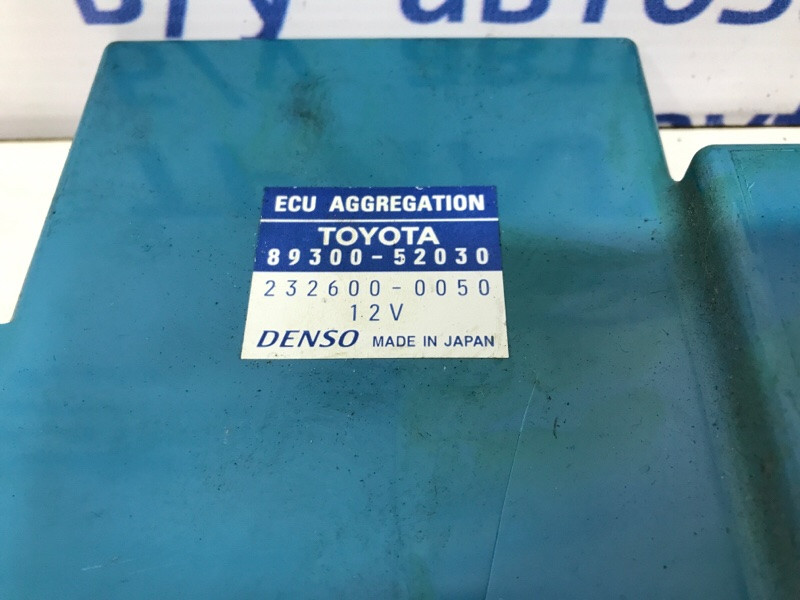 ECU AGGREGATION
TOYOTA
89300-52030
232600-0050
12V
DENSO MADE IN JAPAN